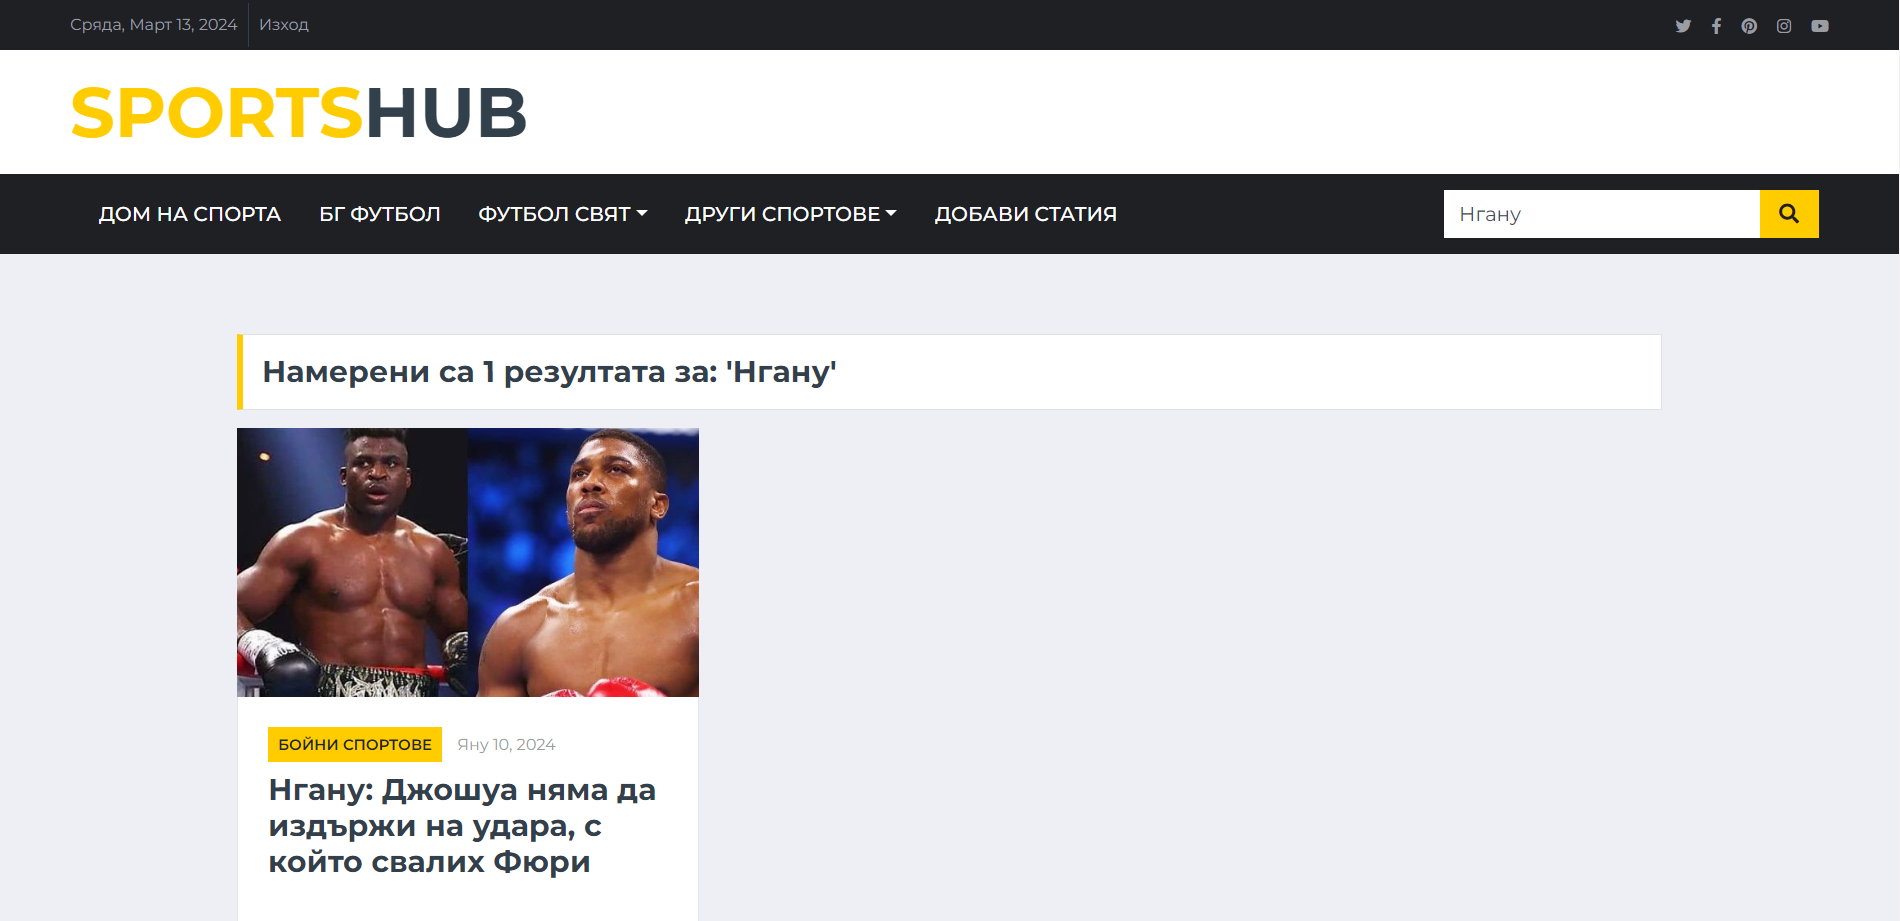 Сряда, Март 13, 2024 Изход
SPORTSHUB
ДОМ НА СПОРТА БГ ФУТБОЛ ФУТБОЛ СВЯТ ДРУГИ СПОРТОВЕ ДОБАВИ СТАТИЯ Нгану
Намерени са 1 резултата за: 'Нгану'
БОЙНИ СПОРТОВЕ Яну 10, 2024
Нгану: Джошуа няма да
издържи на удара, с
който свалих Фюри